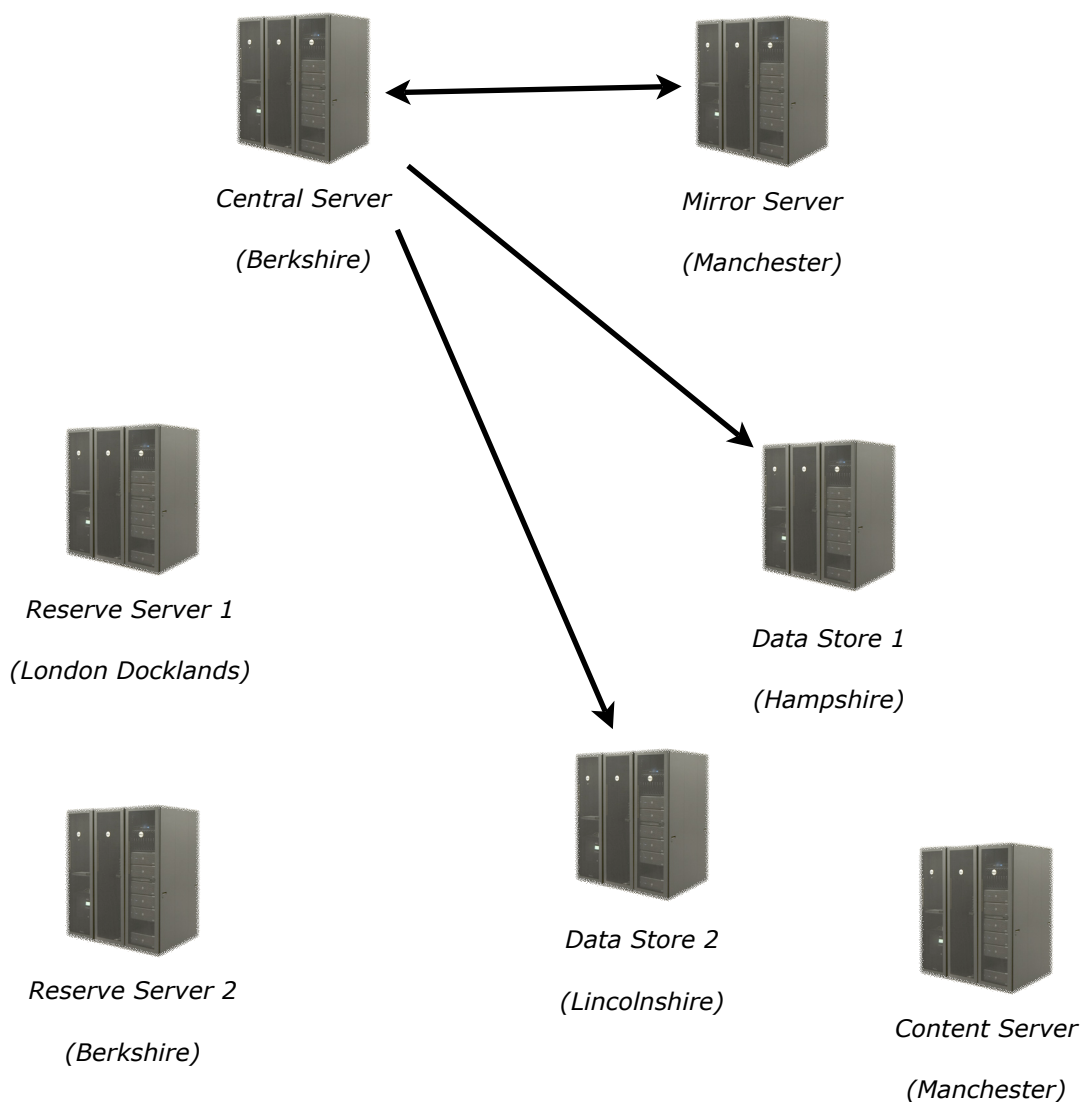 Central Server
(Berkshire)
Mirror Server
(Manchester)
Reserve Server 1
(London Docklands)
Data Store 1
(Hampshire)
Reserve Server 2
(Berkshire)
Data Store 2
(Lincolnshire)
Content Server
(Manchester)